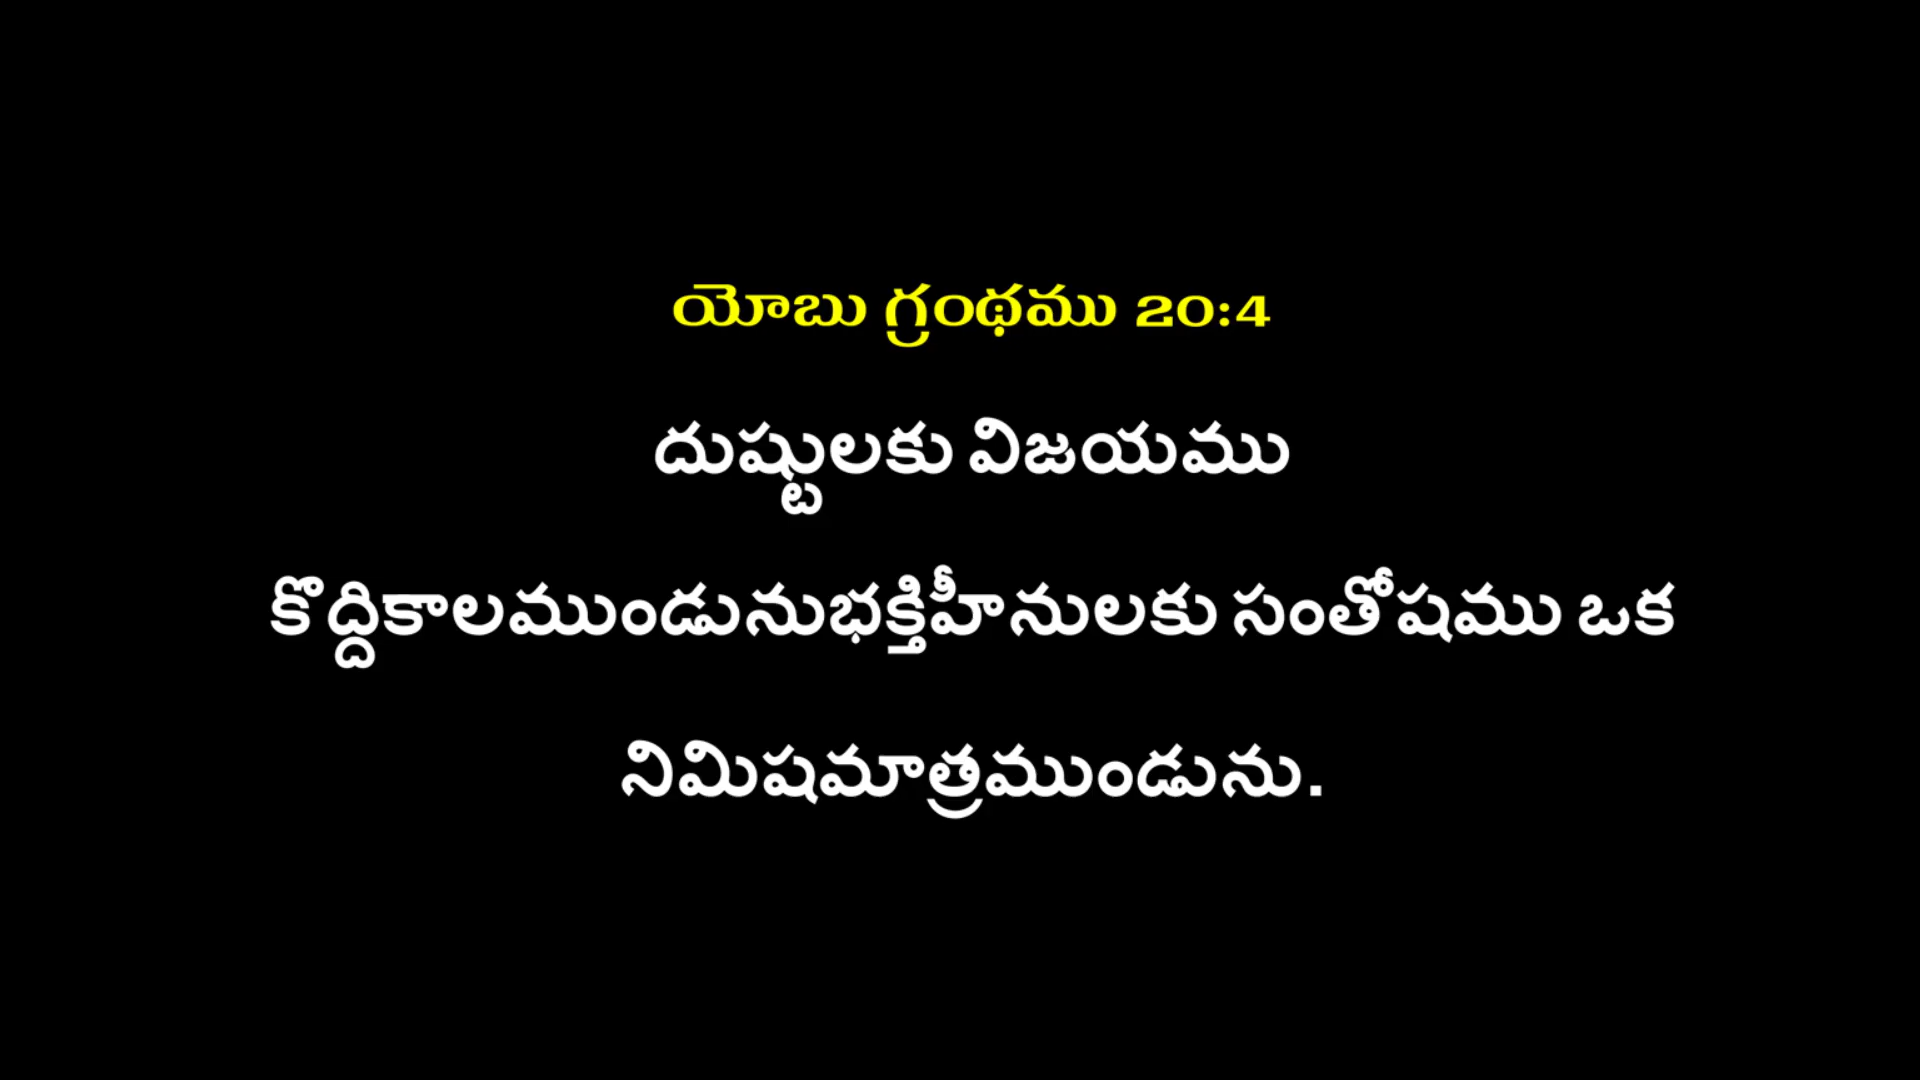 యోబు గ్రంథము 20:4
దుష్టులకు విజయము
కొద్దికాలముండునుభక్తిహీనులకు సంతోషము ఒక
నిమిషమాత్రముండును.